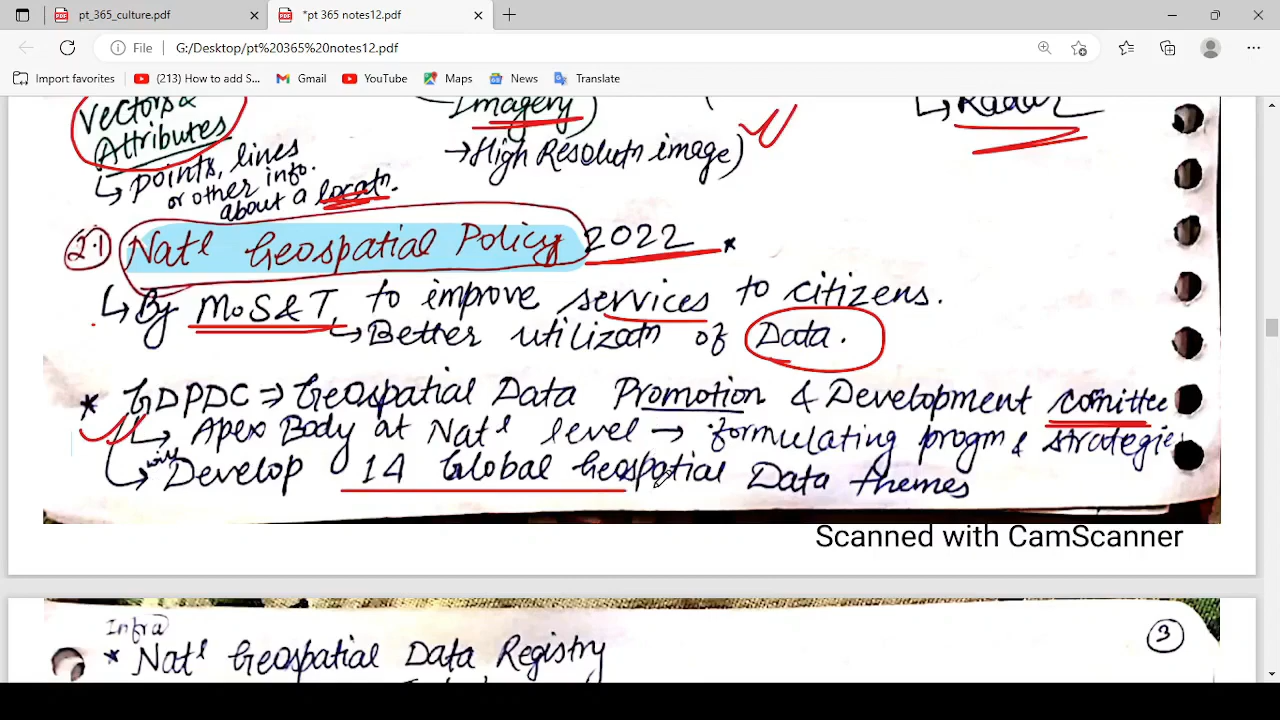 pt_365_culture.pdf
*pt 365 notes12.pdf
File G:/Desktop/pt%20365%20notes12.pdf
Import favorites
(213) How to add S...
Gmail
YouTube
Maps
News
Translate
Vectors &
Attributes
↳ points, lines
or other info.
about a locatn.
Imagery)
→High Resolutn image)
↳ Radar
2.1 Natl Geospatial Policy 2022 *
↳ By MoS&T, to improve services to citizens.
↳ Better utilizatn of Data.
* GDPDC ⇒ Geospatial Data Promotion & Development comittee
↳ Apex Body at Natl level → formulating progm & strategies
↳ will Develop 14 Global Geospatial Data themes
Scanned with CamScanner
3
Infra
* Natl Geospatial Data Registry